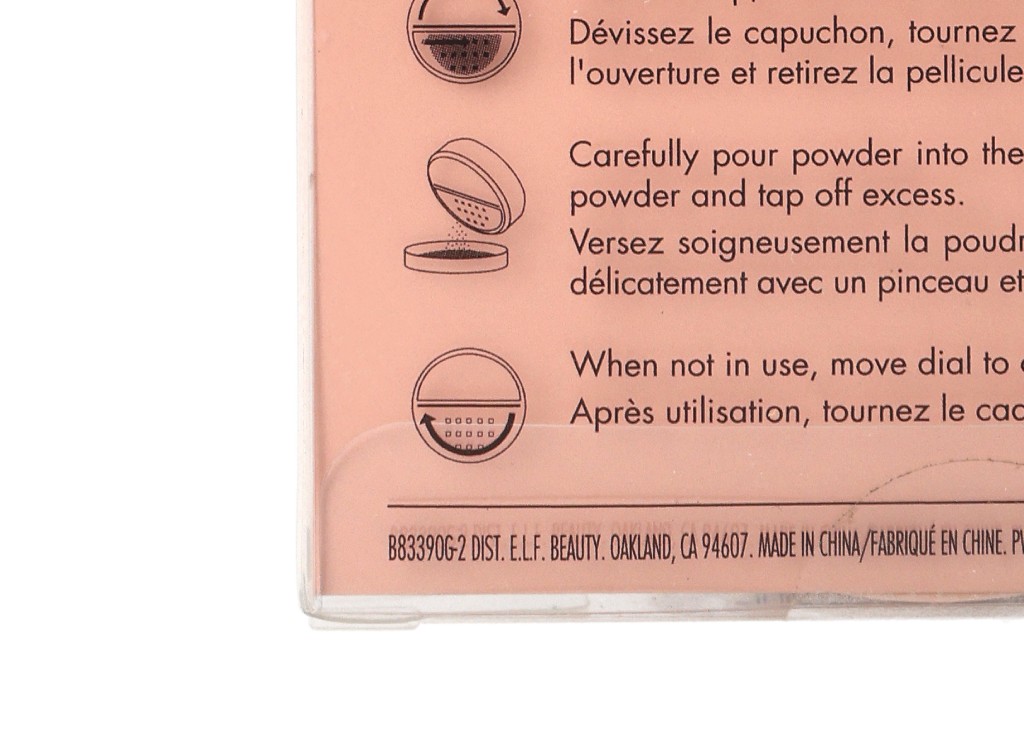 Dévissez le capuchon, tournez
l'ouverture et retirez la pellicule
Carefully pour powder into the
powder and tap off excess.
Versez soigneusement la poudr
délicatement avec un pinceau et
When not in use, move dial to
Après utilisation, tournez le cad
B83390G-2 DIST. E.L.F. BEAUTY. OAKLAND, CA 94607. MADE IN CHINA/FABRIQUÉ EN CHINE.